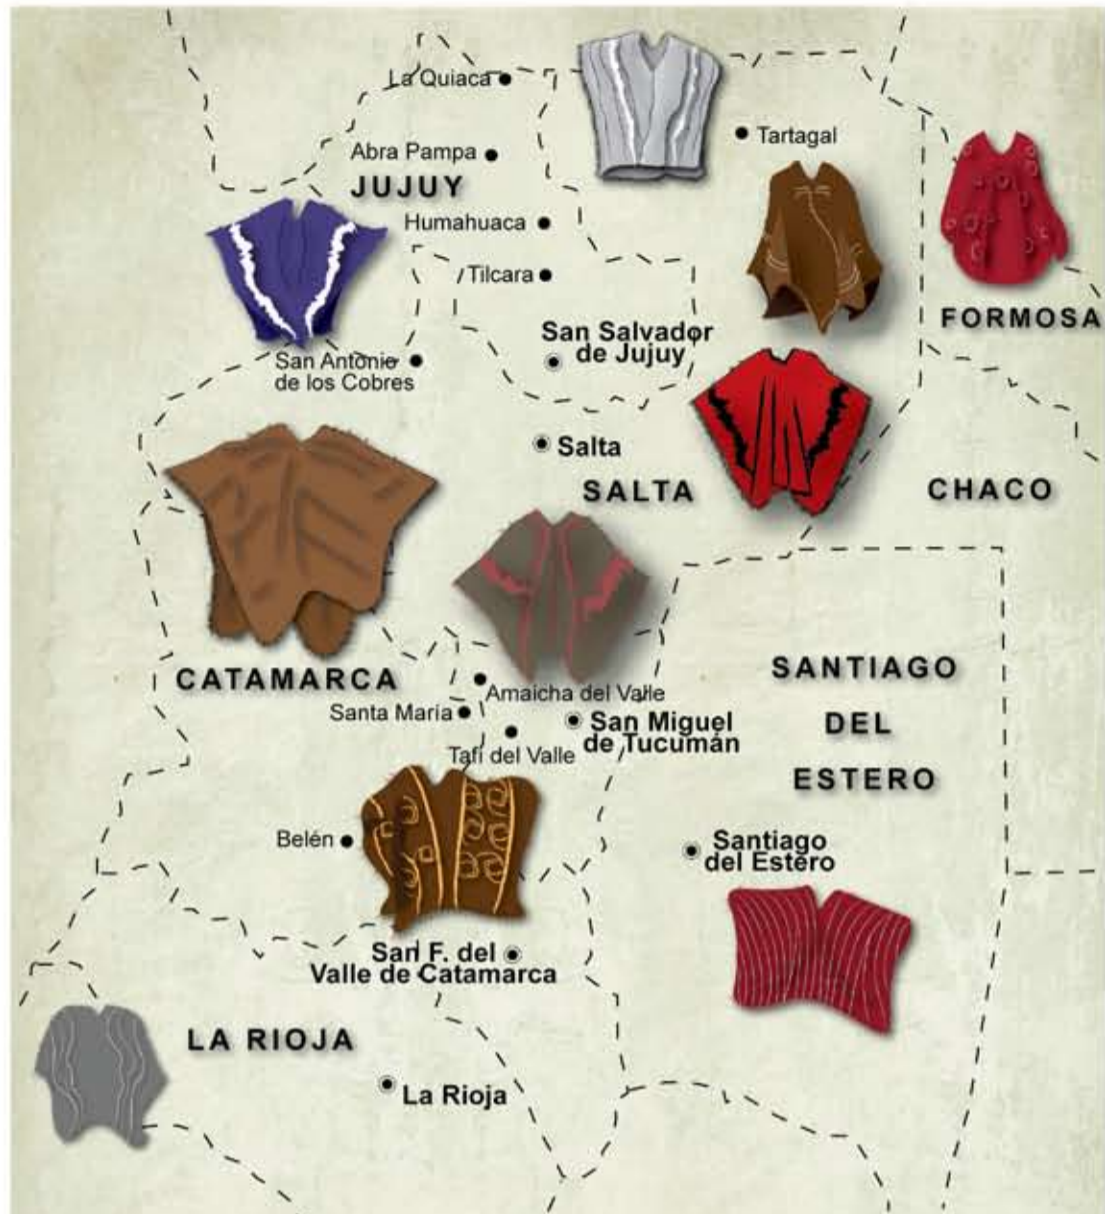 La Quiaca
Tartagal
Abra Pampa
JUJUY
Humahuaca
Tilcara
FORMOSA
San Salvador
de Jujuy
San Antonio
de los Cobres
Salta
SALTA
CHACO
SANTIAGO
DEL
ESTERO
CATAMARCA
Amaicha del Valle
Santa María
San Miguel
de Tucumán
Tafí del Valle
Belén
Santiago
del Estero
San F. del
Valle de Catamarca
LA RIOJA
La Rioja